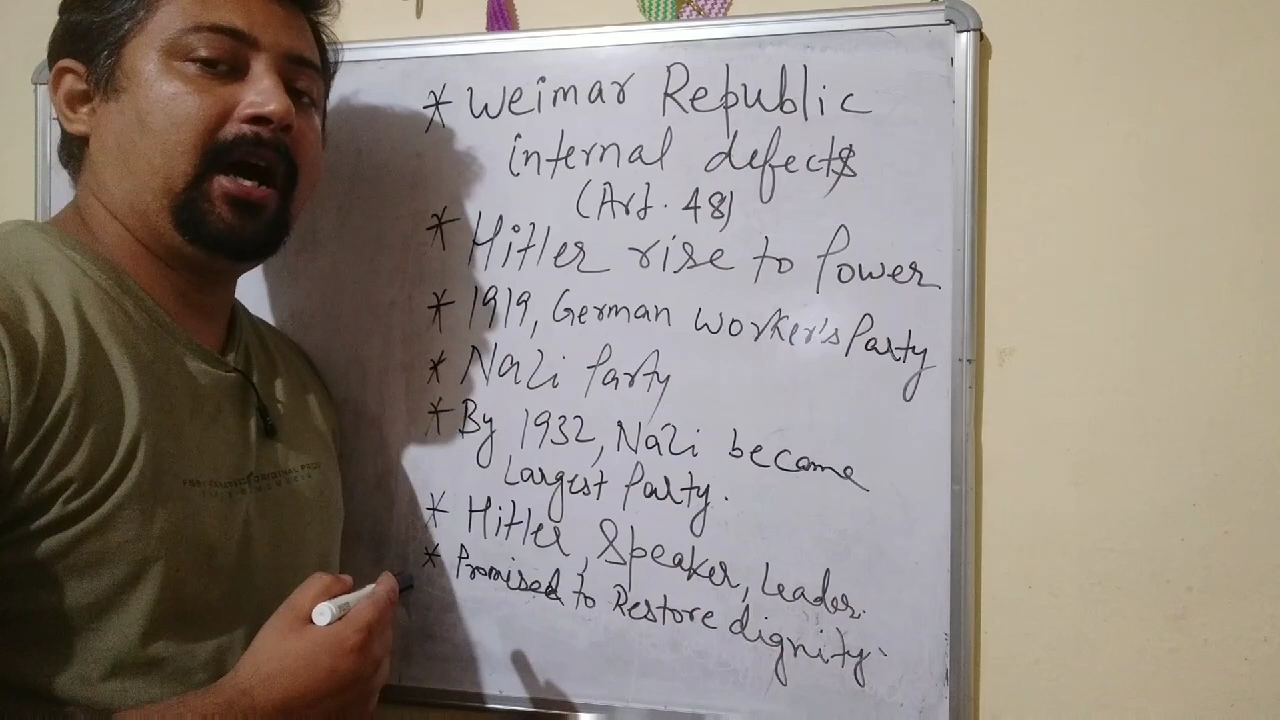 * Weimar Republic
internal defects
(Art. 48)
* Hitler rise to Power
* 1919, German Worker's Party
* Nazi Party
* By 1932, Nazi became
Largest Party.
* Hitler, Speaker, Leader.
* Promised to Restore dignity.